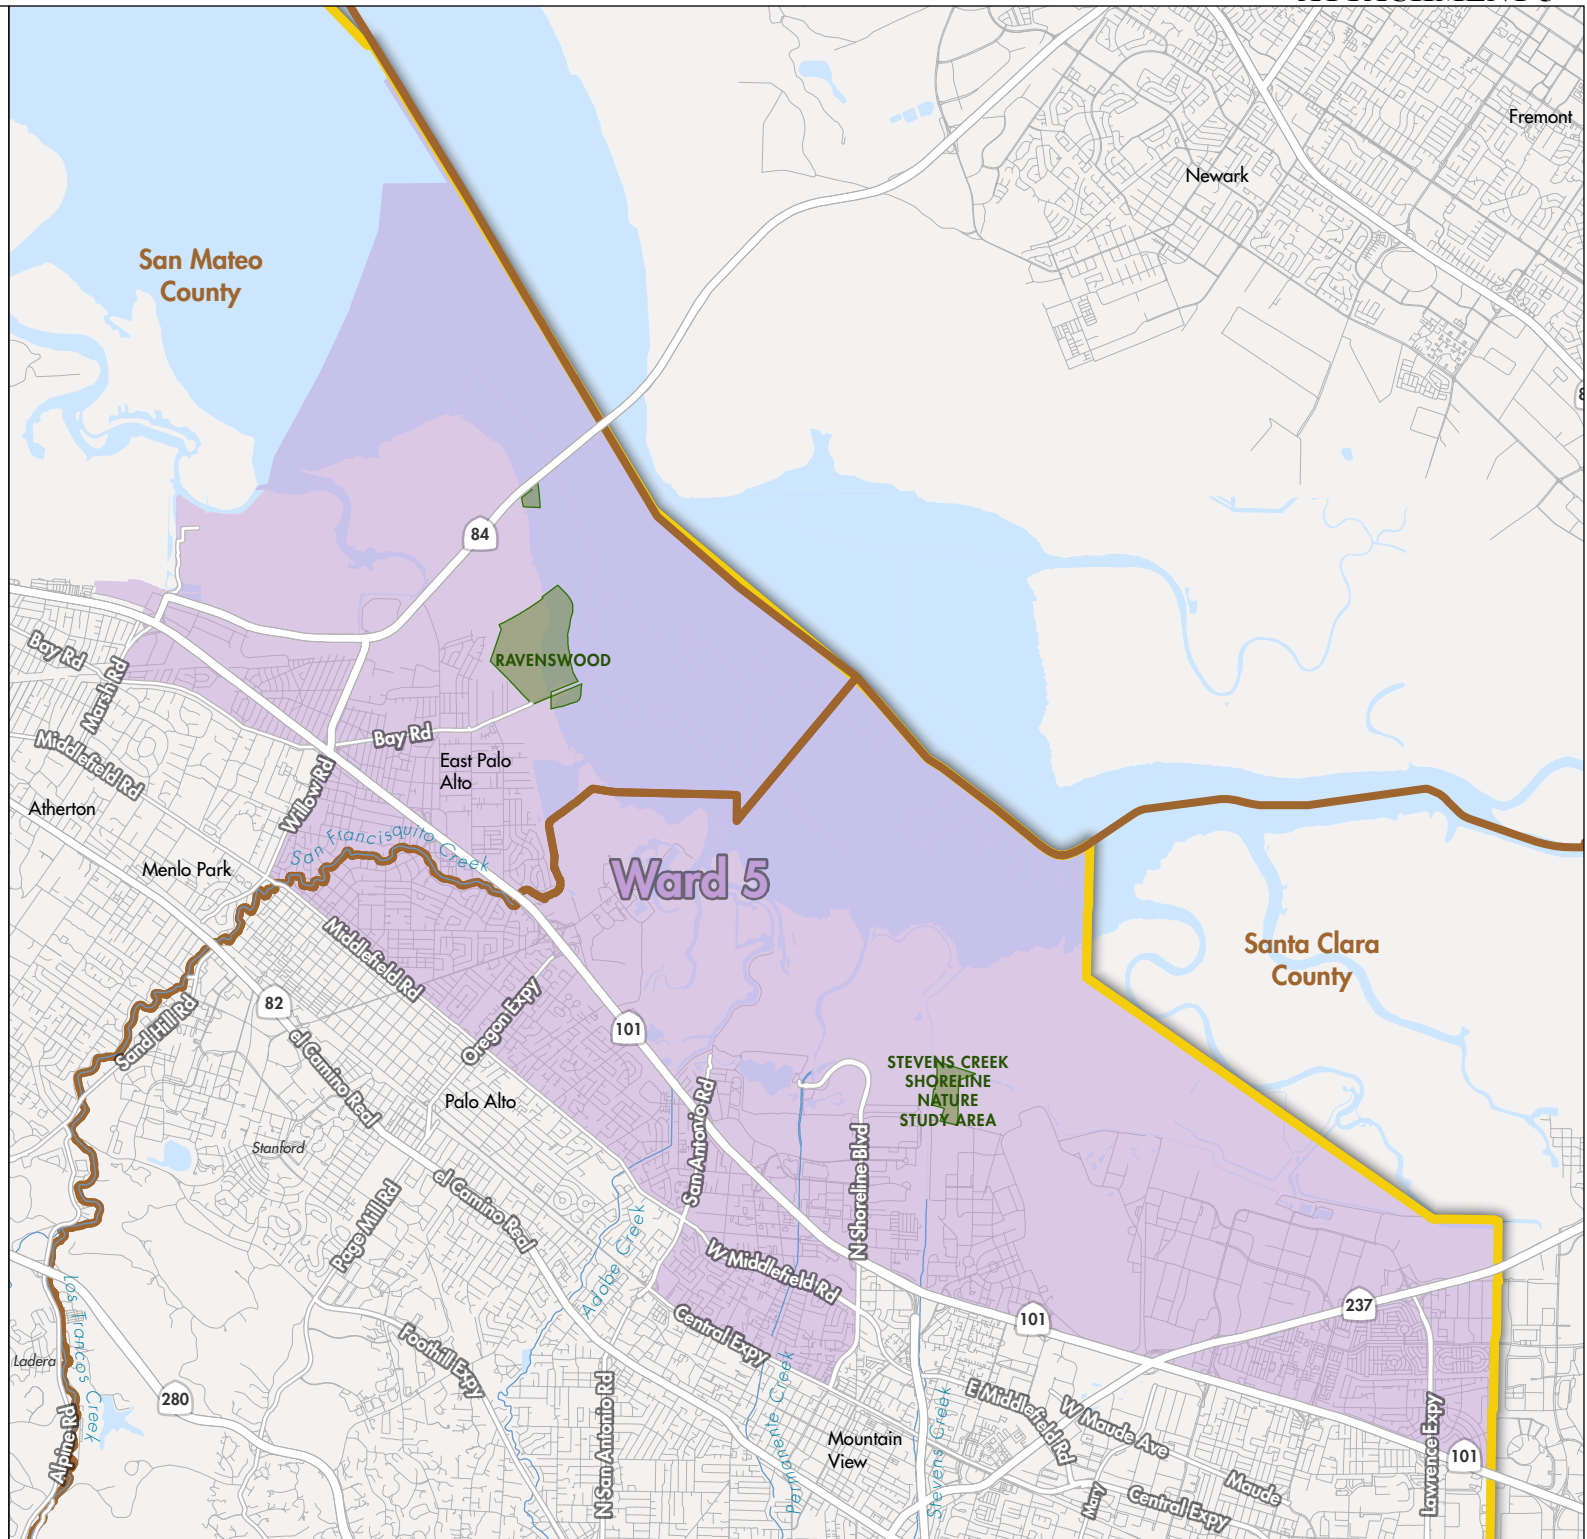 Fremont
Newark
San Mateo
County
84
RAVENSWOOD
Bay Rd
Marsh Rd
Bay Rd
Middlefield Rd
East Palo
Alto
Willow Rd
Atherton
San Francisquito Creek
Menlo Park
Ward 5
Middlefield Rd
Santa Clara
County
82
Sand Hill Rd
Oregon Expy
101
el Camino Real
STEVENS CREEK
SHORELINE
NATURE
STUDY AREA
Palo Alto
San Antonio Rd
Stanford
N Shoreline Blvd
el Camino Real
Page Mill Rd
Adobe Creek
W Middlefield Rd
Los Trancos Creek
237
101
Central Expy
Foothill Expy
Ladera
280
Permanente Creek
E Middlefield Rd
W Maude Ave
Stevens Creek
N San Antonio Rd
Alpine Rd
Lawrence Expy
Mountain
View
101
Maude
Mary
Central Expy